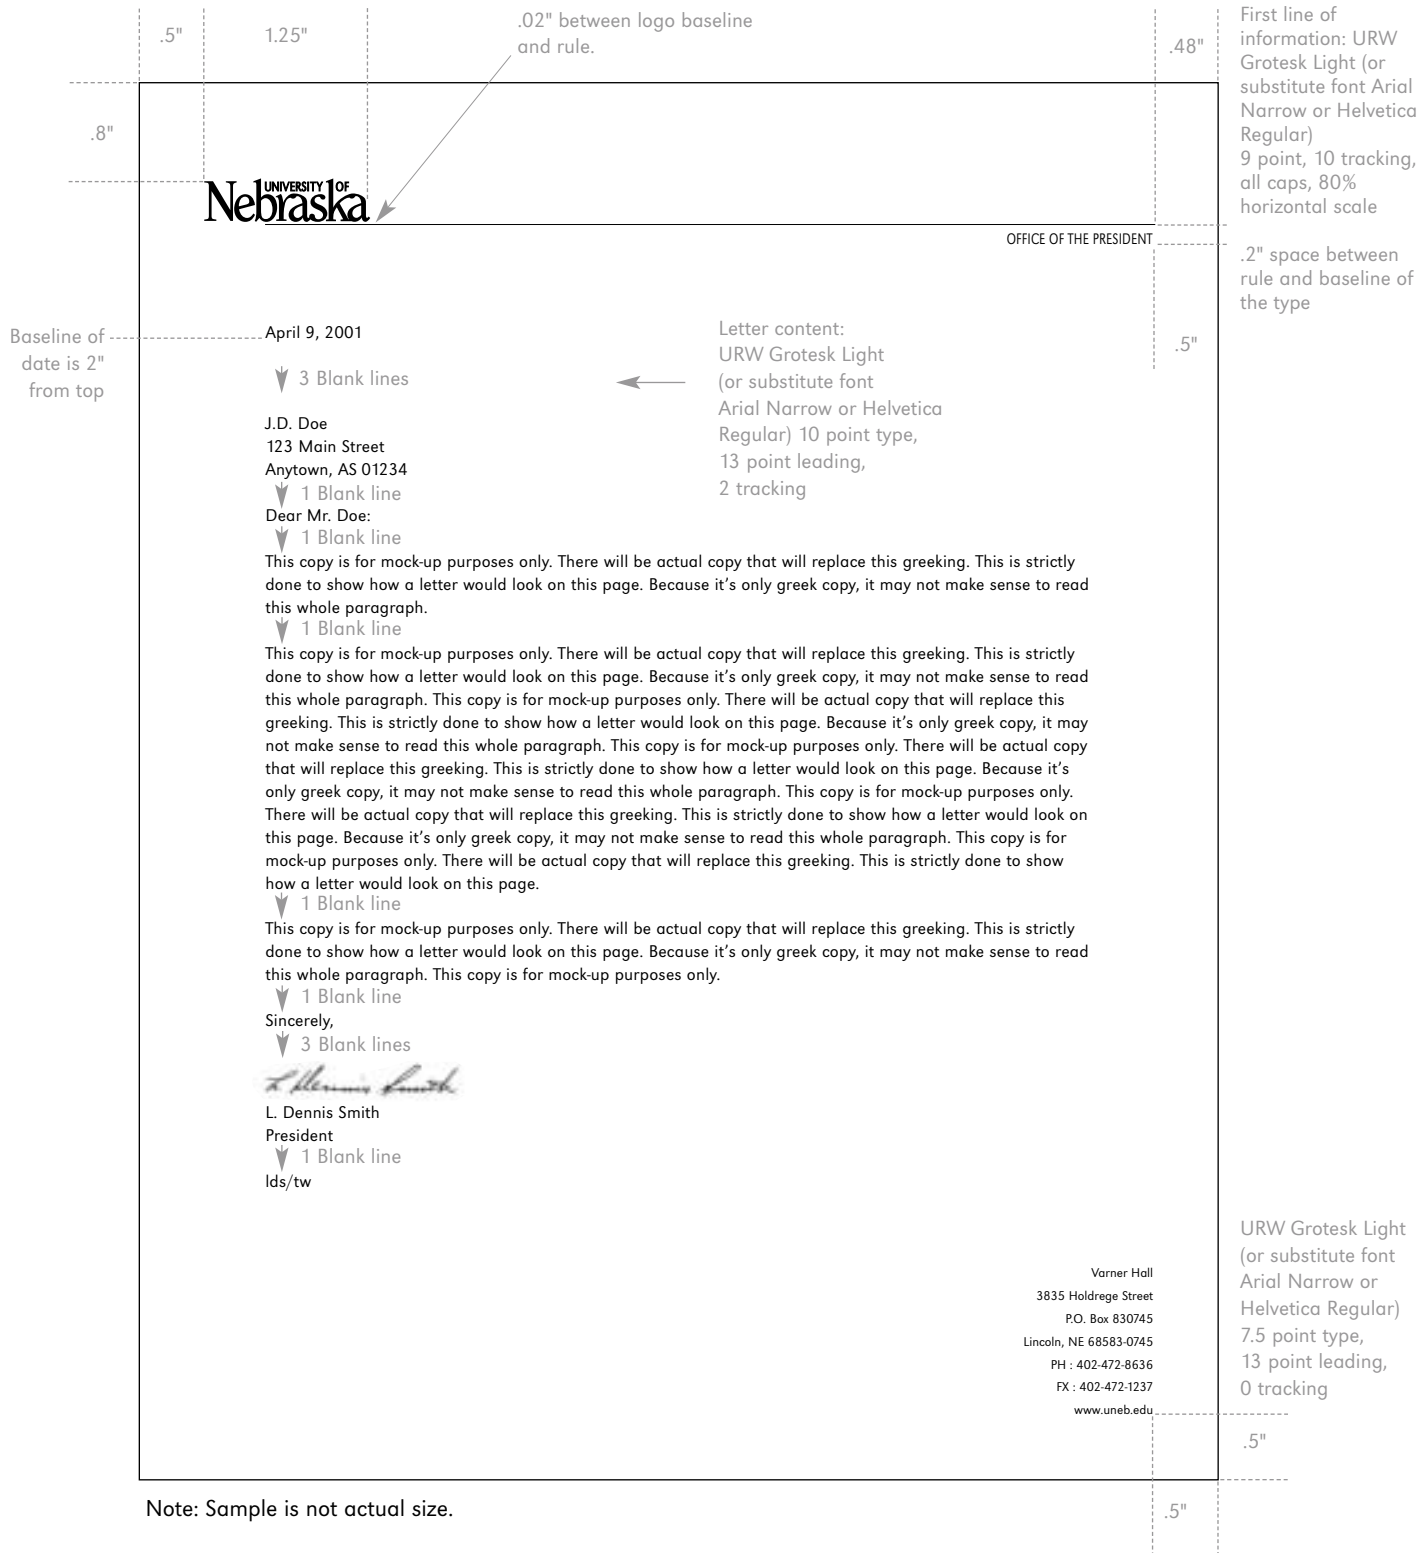 .5"
1.25"
.02" between logo baseline
and rule.
.48"
First line of
information: URW
Grotesk Light (or
substitute font Arial
Narrow or Helvetica
Regular)
9 point, 10 tracking,
all caps, 80%
horizontal scale
.8"
UNIVERSITY OF
Nebraska
OFFICE OF THE PRESIDENT
.2" space between
rule and baseline of
the type
Baseline of
date is 2"
from top
April 9, 2001
3 Blank lines
Letter content:
URW Grotesk Light
(or substitute font
Arial Narrow or Helvetica
Regular) 10 point type,
13 point leading,
2 tracking
.5"
J.D. Doe
123 Main Street
Anytown, AS 01234
1 Blank line
Dear Mr. Doe:
1 Blank line
This copy is for mock-up purposes only. There will be actual copy that will replace this greeking. This is strictly
done to show how a letter would look on this page. Because it's only greek copy, it may not make sense to read
this whole paragraph.
1 Blank line
This copy is for mock-up purposes only. There will be actual copy that will replace this greeking. This is strictly
done to show how a letter would look on this page. Because it's only greek copy, it may not make sense to read
this whole paragraph. This copy is for mock-up purposes only. There will be actual copy that will replace this
greeking. This is strictly done to show how a letter would look on this page. Because it's only greek copy, it may
not make sense to read this whole paragraph. This copy is for mock-up purposes only. There will be actual copy
that will replace this greeking. This is strictly done to show how a letter would look on this page. Because it's
only greek copy, it may not make sense to read this whole paragraph. This copy is for mock-up purposes only.
There will be actual copy that will replace this greeking. This is strictly done to show how a letter would look on
this page. Because it's only greek copy, it may not make sense to read this whole paragraph. This copy is for
mock-up purposes only. There will be actual copy that will replace this greeking. This is strictly done to show
how a letter would look on this page.
1 Blank line
This copy is for mock-up purposes only. There will be actual copy that will replace this greeking. This is strictly
done to show how a letter would look on this page. Because it's only greek copy, it may not make sense to read
this whole paragraph. This copy is for mock-up purposes only.
1 Blank line
Sincerely,
3 Blank lines
L. Dennis Smith
L. Dennis Smith
President
1 Blank line
lds/tw
Varner Hall
3835 Holdrege Street
P.O. Box 830745
Lincoln, NE 68583-0745
PH : 402-472-8636
FX : 402-472-1237
www.uneb.edu
URW Grotesk Light
(or substitute font
Arial Narrow or
Helvetica Regular)
7.5 point type,
13 point leading,
0 tracking
.5"
.5"
Note: Sample is not actual size.